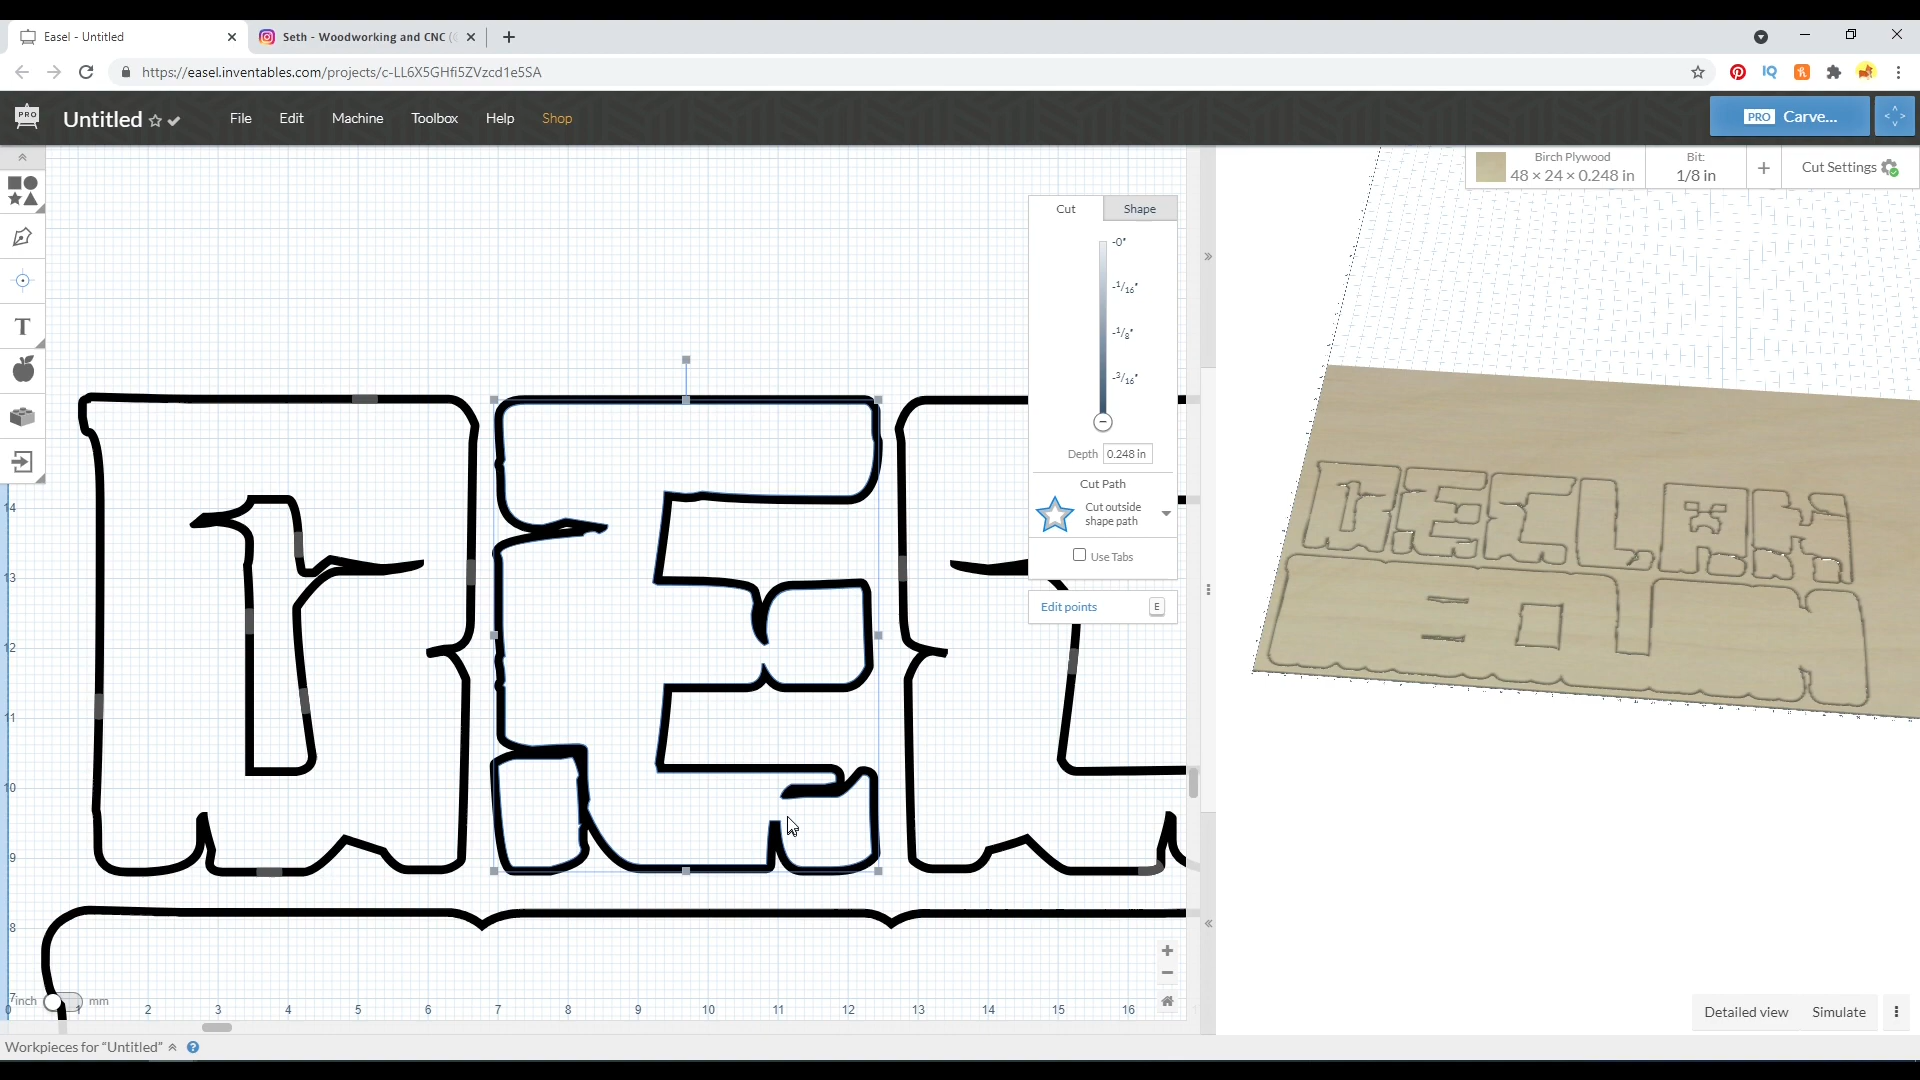 Easel - Untitled
Seth - Woodworking and CNC (
https://easel.inventables.com/projects/c-LL6X5GHfi5ZVzcd1e5SA
PRO
Untitled
File Edit Machine Toolbox Help Shop
PRO Carve...
Birch Plywood
48 × 24 × 0.248 in
Bit:
1/8 in
Cut Settings
Cut Shape
-0"
-1/16"
-1/8"
-3/16"
Depth 0.248 in
Cut Path
Cut outside
shape path
Use Tabs
Edit points E
T
14
13
12
11
10
9
8
7
inch mm
0 1 2 3 4 5 6 7 8 9 10 11 12 13 14 15 16
DECLAN
Detailed view Simulate
Workpieces for "Untitled"